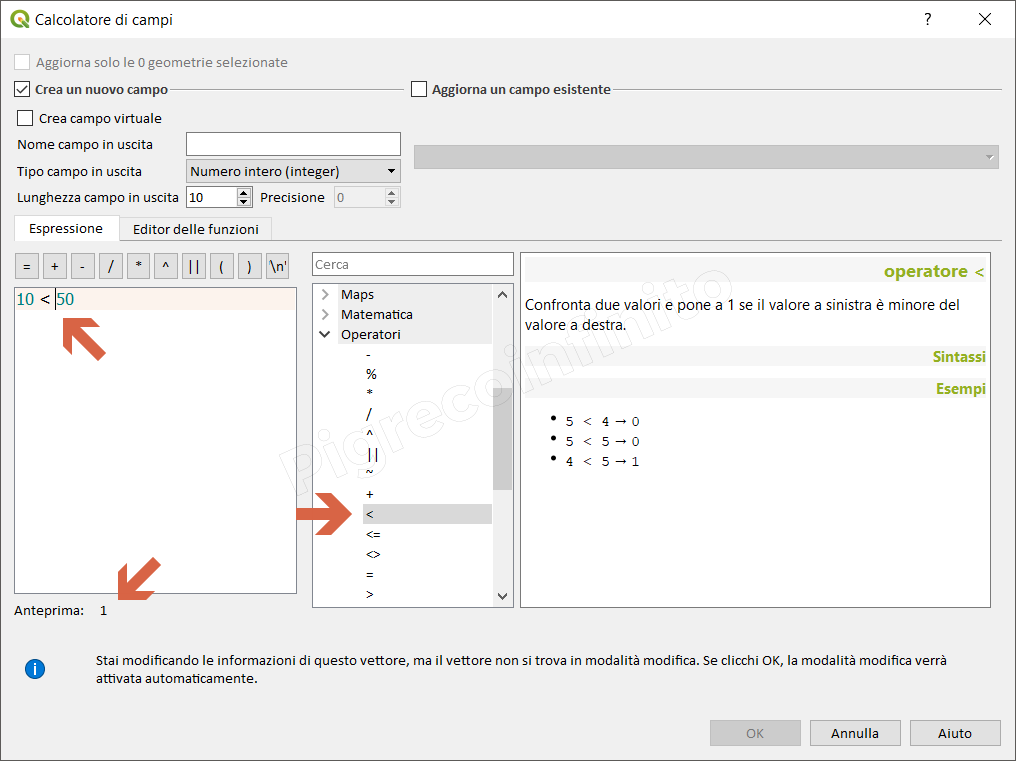 Calcolatore di campi
?
Aggiorna solo le 0 geometrie selezionate
Crea un nuovo campo
Aggiorna un campo esistente
Crea campo virtuale
Nome campo in uscita
Tipo campo in uscita Numero intero (integer)
Lunghezza campo in uscita 10 Precisione 0
Espressione Editor delle funzioni
= + - / * ^ || ( ) \n'
10 < 50
Anteprima: 1
Cerca
Maps
Matematica
Operatori
-
%
*
/
^
||
~
+
<
<=
<>
=
>
operatore <
Confronta due valori e pone a 1 se il valore a sinistra è minore del
valore a destra.
Sintassi
Esempi
5 < 4 → 0
5 < 5 → 0
4 < 5 → 1
Pigrecoinfinito
Stai modificando le informazioni di questo vettore, ma il vettore non si trova in modalità modifica. Se clicchi OK, la modalità modifica verrà
attivata automaticamente.
OK Annulla Aiuto